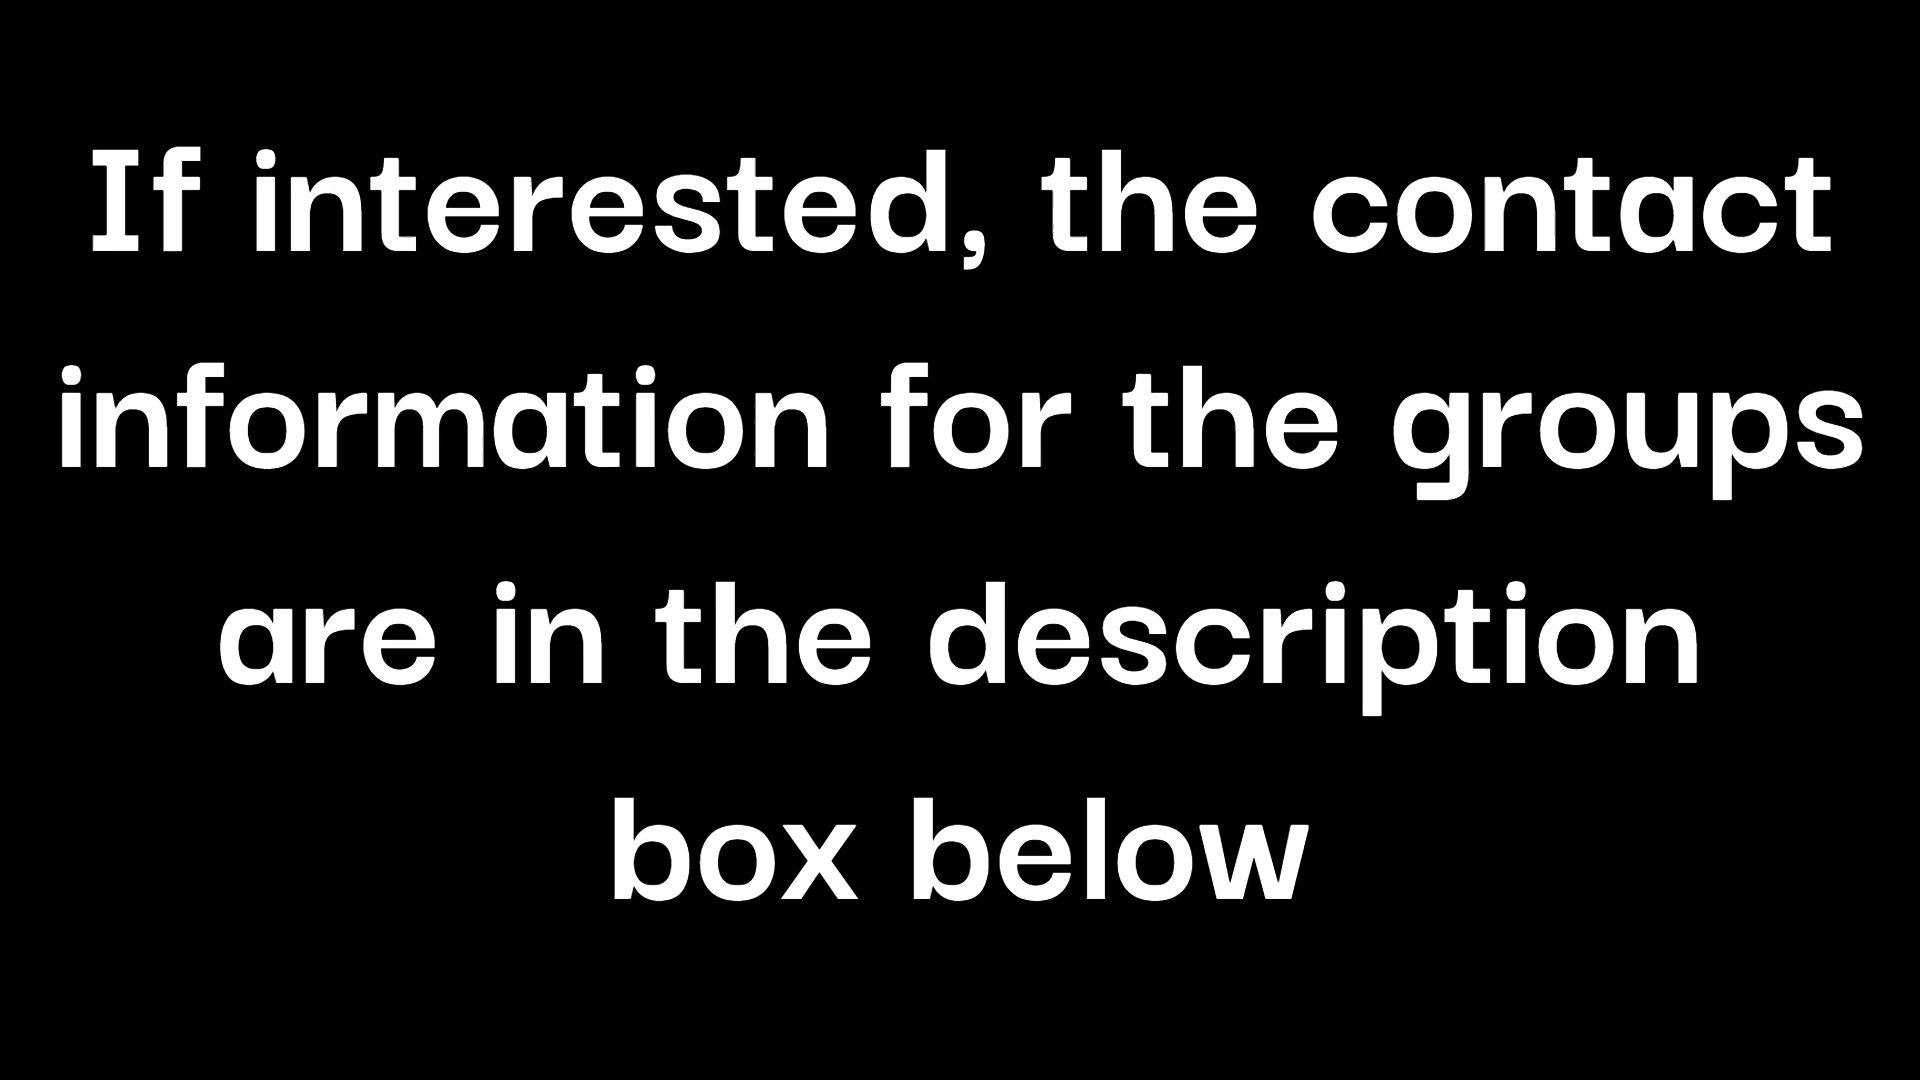 If interested, the contact
information for the groups
are in the description
box below